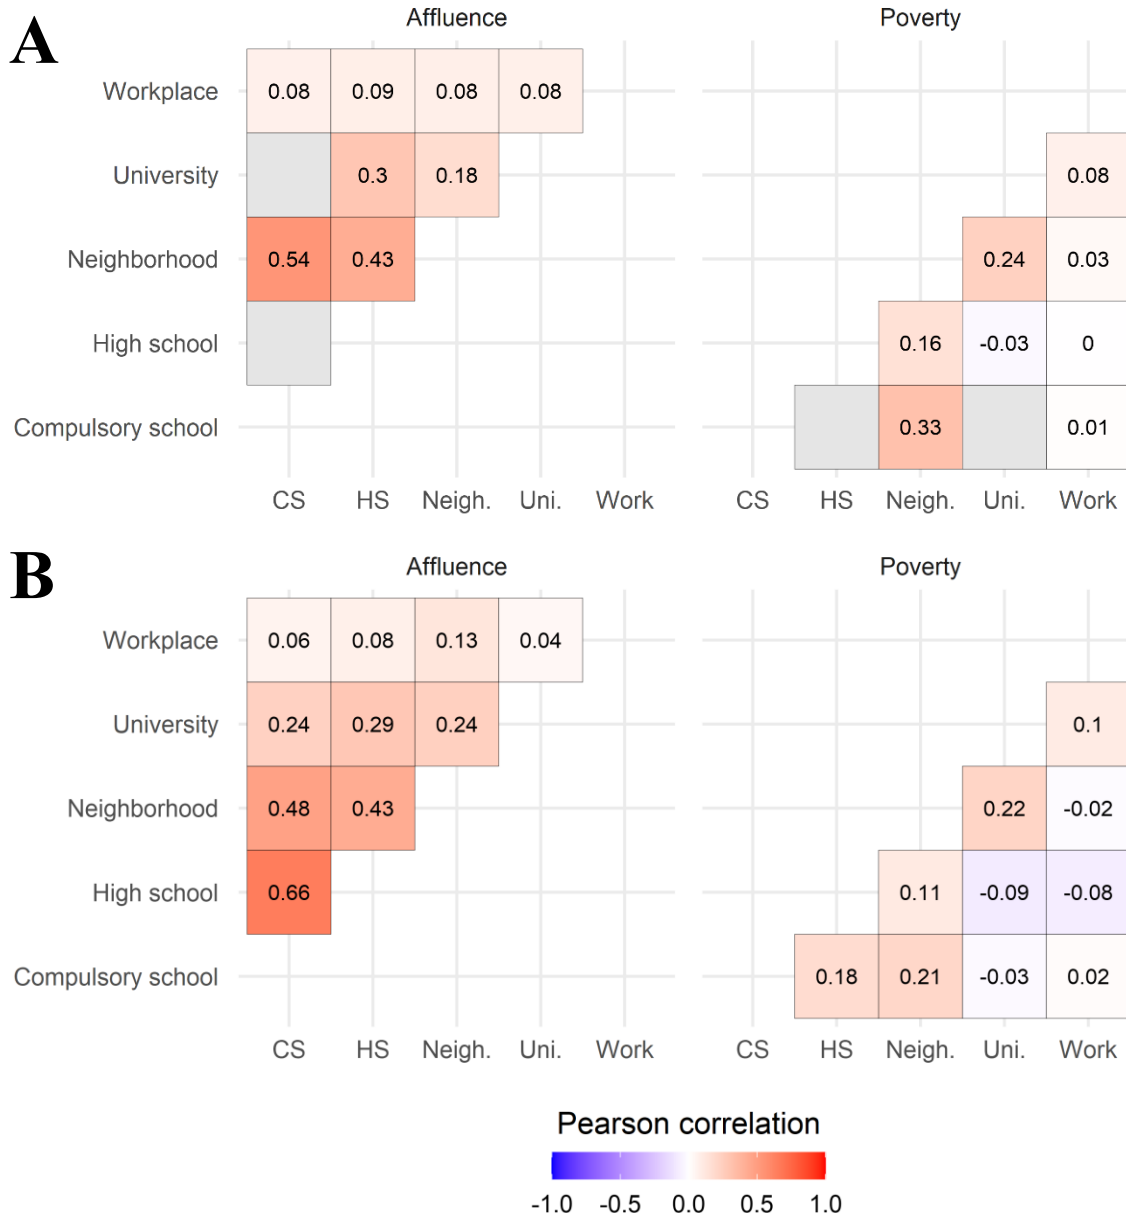 A
Affluence Poverty
Workplace 0.08 0.09 0.08 0.08
University 0.3 0.18 0.08
Neighborhood 0.54 0.43 0.24 0.03
High school 0.16 -0.03 0
Compulsory school 0.33 0.01
CS HS Neigh. Uni. Work CS HS Neigh. Uni. Work
B
Affluence Poverty
Workplace 0.06 0.08 0.13 0.04
University 0.24 0.29 0.24 0.1
Neighborhood 0.48 0.43 0.22 -0.02
High school 0.66 0.11 -0.09 -0.08
Compulsory school 0.18 0.21 -0.03 0.02
CS HS Neigh. Uni. Work CS HS Neigh. Uni. Work
Pearson correlation
-1.0 -0.5 0.0 0.5 1.0